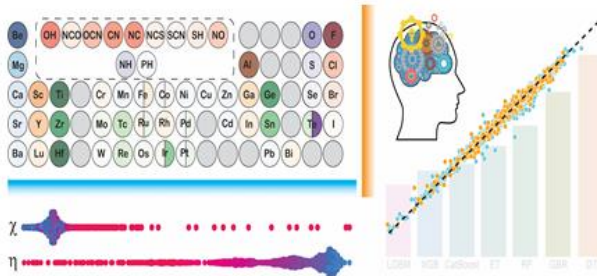 Be OH NCO OCN CN NC NCS SCN SH NO O F
Mg NH PH Al S Cl
Ca Sc Ti Cr Mn Fe Co Ni Cu Zn Ga Ge Se Br
Sr Y Zr Mo Tc Ru Rh Pd Cd In Sn Te I
Ba Lu Hf W Re Os Ir Pt Pb Bi
χ
η
LGBM XGB CatBoost ET RF GBR